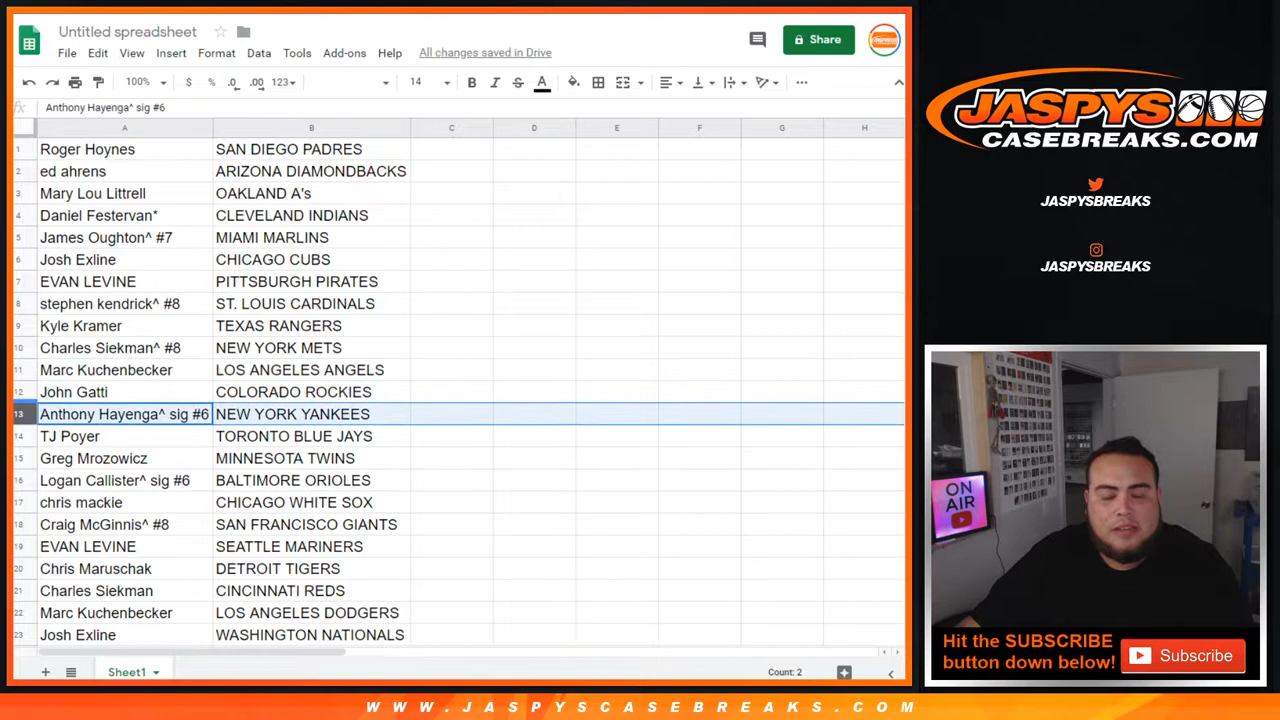 Untitled spreadsheet
File Edit View Insert Format Data Tools Add-ons Help All changes saved in Drive
Share
100% $ % .0 .00 123 14 B I S A
fx Anthony Hayenga^ sig #6
A B C D E F G H
1 Roger Hoynes SAN DIEGO PADRES
2 ed ahrens ARIZONA DIAMONDBACKS
3 Mary Lou Littrell OAKLAND A's
4 Daniel Festervan* CLEVELAND INDIANS
5 James Oughton^ #7 MIAMI MARLINS
6 Josh Exline CHICAGO CUBS
7 EVAN LEVINE PITTSBURGH PIRATES
8 stephen kendrick^ #8 ST. LOUIS CARDINALS
9 Kyle Kramer TEXAS RANGERS
10 Charles Siekman^ #8 NEW YORK METS
11 Marc Kuchenbecker LOS ANGELES ANGELS
12 John Gatti COLORADO ROCKIES
13 Anthony Hayenga^ sig #6 NEW YORK YANKEES
14 TJ Poyer TORONTO BLUE JAYS
15 Greg Mrozowicz MINNESOTA TWINS
16 Logan Callister^ sig #6 BALTIMORE ORIOLES
17 chris mackie CHICAGO WHITE SOX
18 Craig McGinnis^ #8 SAN FRANCISCO GIANTS
19 EVAN LEVINE SEATTLE MARINERS
20 Chris Maruschak DETROIT TIGERS
21 Charles Siekman CINCINNATI REDS
22 Marc Kuchenbecker LOS ANGELES DODGERS
23 Josh Exline WASHINGTON NATIONALS
Sheet1 Count: 2
JASPYS
CASEBREAKS.COM
JASPYSBREAKS
JASPYSBREAKS
ON
AIR
Hit the SUBSCRIBE
button down below!
Subscribe
WWW.JASPYSCASEBREAKS.COM